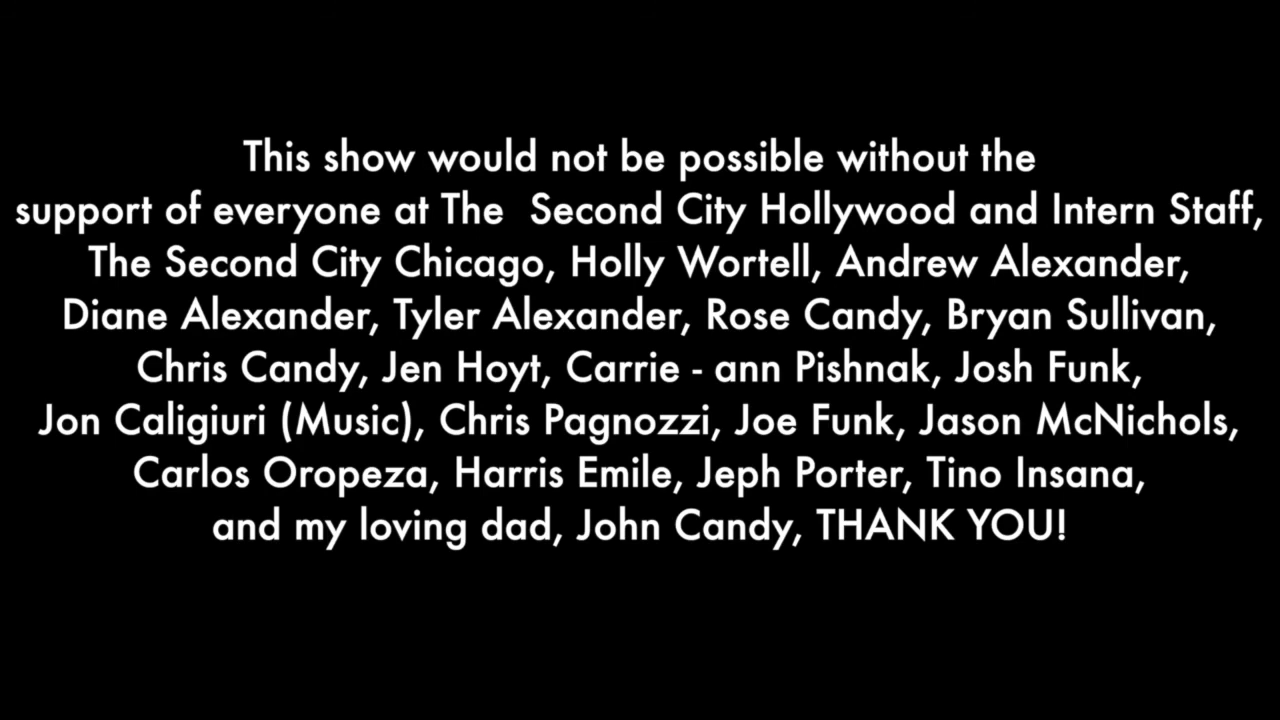 This show would not be possible without the
support of everyone at The  Second City Hollywood and Intern Staff,
The Second City Chicago, Holly Wortell, Andrew Alexander,
Diane Alexander, Tyler Alexander, Rose Candy, Bryan Sullivan,
Chris Candy, Jen Hoyt, Carrie - ann Pishnak, Josh Funk,
Jon Caligiuri (Music), Chris Pagnozzi, Joe Funk, Jason McNichols,
Carlos Oropeza, Harris Emile, Jeph Porter, Tino Insana,
and my loving dad, John Candy, THANK YOU!